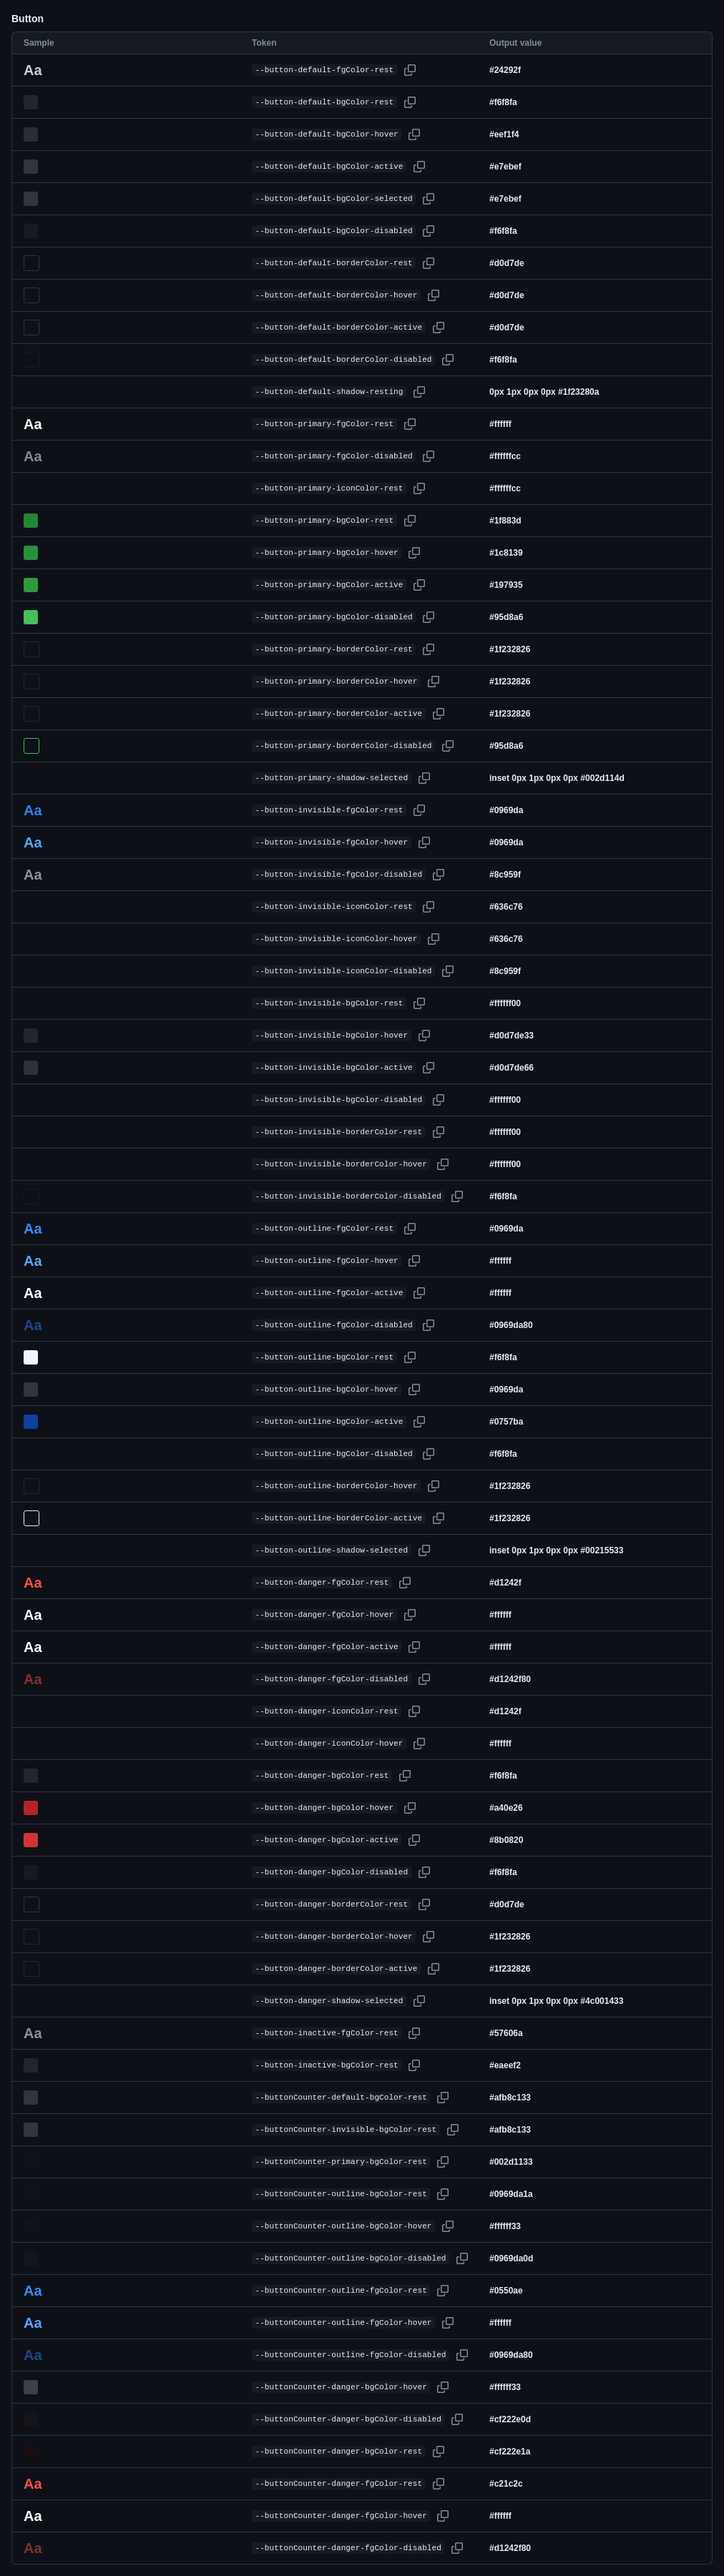 Button
Sample Token Output value
Aa --button-default-fgColor-rest #24292f
--button-default-bgColor-rest #f6f8fa
--button-default-bgColor-hover #eef1f4
--button-default-bgColor-active #e7ebef
--button-default-bgColor-selected #e7ebef
--button-default-bgColor-disabled #f6f8fa
--button-default-borderColor-rest #d0d7de
--button-default-borderColor-hover #d0d7de
--button-default-borderColor-active #d0d7de
--button-default-borderColor-disabled #f6f8fa
--button-default-shadow-resting 0px 1px 0px 0px #1f23280a
Aa --button-primary-fgColor-rest #ffffff
Aa --button-primary-fgColor-disabled #ffffffcc
--button-primary-iconColor-rest #ffffffcc
--button-primary-bgColor-rest #1f883d
--button-primary-bgColor-hover #1c8139
--button-primary-bgColor-active #197935
--button-primary-bgColor-disabled #95d8a6
--button-primary-borderColor-rest #1f232826
--button-primary-borderColor-hover #1f232826
--button-primary-borderColor-active #1f232826
--button-primary-borderColor-disabled #95d8a6
--button-primary-shadow-selected inset 0px 1px 0px 0px #002d114d
Aa --button-invisible-fgColor-rest #0969da
Aa --button-invisible-fgColor-hover #0969da
Aa --button-invisible-fgColor-disabled #8c959f
--button-invisible-iconColor-rest #636c76
--button-invisible-iconColor-hover #636c76
--button-invisible-iconColor-disabled #8c959f
--button-invisible-bgColor-rest #ffffff00
--button-invisible-bgColor-hover #d0d7de33
--button-invisible-bgColor-active #d0d7de66
--button-invisible-bgColor-disabled #ffffff00
--button-invisible-borderColor-rest #ffffff00
--button-invisible-borderColor-hover #ffffff00
--button-invisible-borderColor-disabled #f6f8fa
Aa --button-outline-fgColor-rest #0969da
Aa --button-outline-fgColor-hover #ffffff
Aa --button-outline-fgColor-active #ffffff
Aa --button-outline-fgColor-disabled #0969da80
--button-outline-bgColor-rest #f6f8fa
--button-outline-bgColor-hover #0969da
--button-outline-bgColor-active #0757ba
--button-outline-bgColor-disabled #f6f8fa
--button-outline-borderColor-hover #1f232826
--button-outline-borderColor-active #1f232826
--button-outline-shadow-selected inset 0px 1px 0px 0px #00215533
Aa --button-danger-fgColor-rest #d1242f
Aa --button-danger-fgColor-hover #ffffff
Aa --button-danger-fgColor-active #ffffff
Aa --button-danger-fgColor-disabled #d1242f80
--button-danger-iconColor-rest #d1242f
--button-danger-iconColor-hover #ffffff
--button-danger-bgColor-rest #f6f8fa
--button-danger-bgColor-hover #a40e26
--button-danger-bgColor-active #8b0820
--button-danger-bgColor-disabled #f6f8fa
--button-danger-borderColor-rest #d0d7de
--button-danger-borderColor-hover #1f232826
--button-danger-borderColor-active #1f232826
--button-danger-shadow-selected inset 0px 1px 0px 0px #4c001433
Aa --button-inactive-fgColor-rest #57606a
--button-inactive-bgColor-rest #eaeef2
--buttonCounter-default-bgColor-rest #afb8c133
--buttonCounter-invisible-bgColor-rest #afb8c133
--buttonCounter-primary-bgColor-rest #002d1133
--buttonCounter-outline-bgColor-rest #0969da1a
--buttonCounter-outline-bgColor-hover #ffffff33
--buttonCounter-outline-bgColor-disabled #0969da0d
Aa --buttonCounter-outline-fgColor-rest #0550ae
Aa --buttonCounter-outline-fgColor-hover #ffffff
Aa --buttonCounter-outline-fgColor-disabled #0969da80
--buttonCounter-danger-bgColor-hover #ffffff33
--buttonCounter-danger-bgColor-disabled #cf222e0d
--buttonCounter-danger-bgColor-rest #cf222e1a
Aa --buttonCounter-danger-fgColor-rest #c21c2c
Aa --buttonCounter-danger-fgColor-hover #ffffff
Aa --buttonCounter-danger-fgColor-disabled #d1242f80